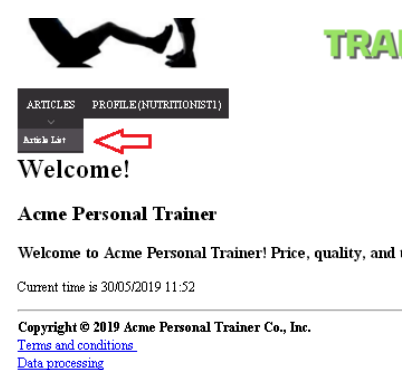 TRAI
ARTICLES PROFILE (NUTRITIONIST1)
Article List
Welcome!
Acme Personal Trainer
Welcome to Acme Personal Trainer! Price, quality, and
Current time is 30/05/2019 11:52
Copyright © 2019 Acme Personal Trainer Co., Inc.
Terms and conditions
Data processing